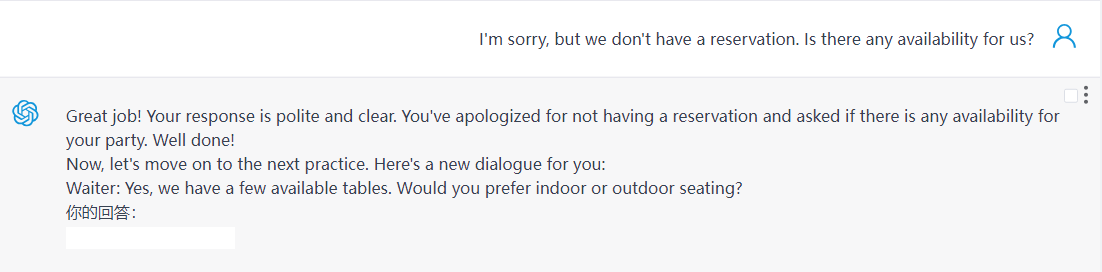 I'm sorry, but we don't have a reservation. Is there any availability for us?
Great job! Your response is polite and clear. You've apologized for not having a reservation and asked if there is any availability for
your party. Well done!
Now, let's move on to the next practice. Here's a new dialogue for you:
Waiter: Yes, we have a few available tables. Would you prefer indoor or outdoor seating?
你的回答：